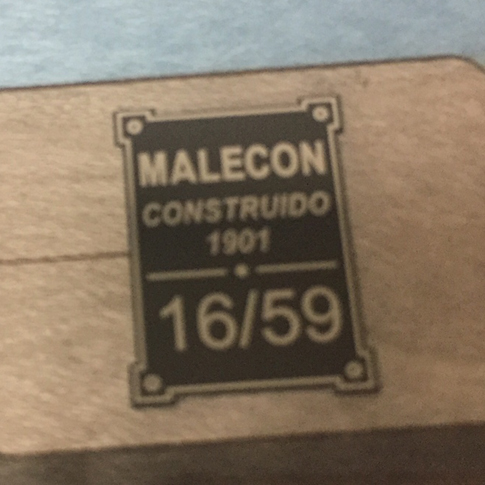 MALECON
CONSTRUIDO
1901
16/59